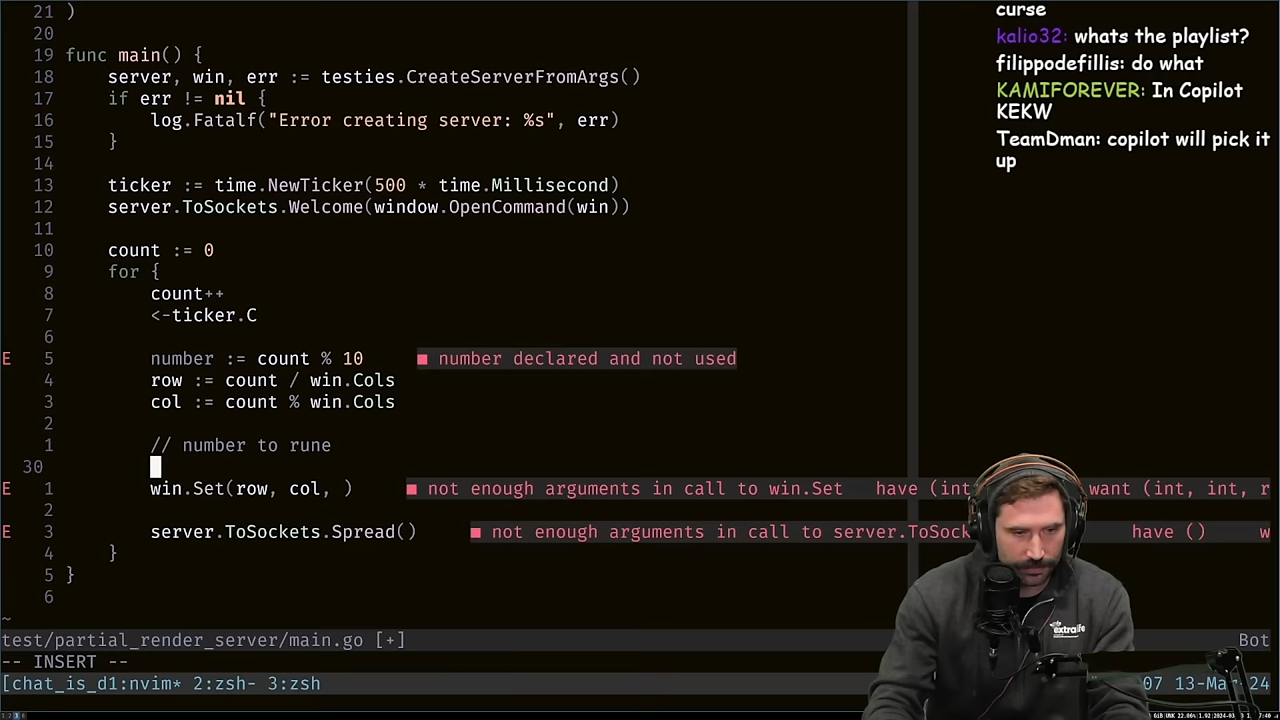 21 )
20
19 func main() {
18 server, win, err := testies.CreateServerFromArgs()
17 if err != nil {
16 log.Fatalf("Error creating server: %s", err)
15 }
14
13 ticker := time.NewTicker(500 * time.Millisecond)
12 server.ToSockets.Welcome(window.OpenCommand(win))
11
10 count := 0
9 for {
8 count++
7 <-ticker.C
6
E 5 number := count % 10 ■ number declared and not used
4 row := count / win.Cols
3 col := count % win.Cols
2
1 // number to rune
30
E 1 win.Set(row, col, ) ■ not enough arguments in call to win.Set have (int want (int, int, r
2
E 3 server.ToSockets.Spread() ■ not enough arguments in call to server.ToSock have () w
4 }
5 }
6
~
test/partial_render_server/main.go [+] Bot
-- INSERT --
[chat_is_d1:nvim* 2:zsh- 3:zsh 07 13-Mar-24
curse
kalio32: whats the playlist?
filippodefillis: do what
KAMIFOREVER: In Copilot
KEKW
TeamDman: copilot will pick it
up
extralife